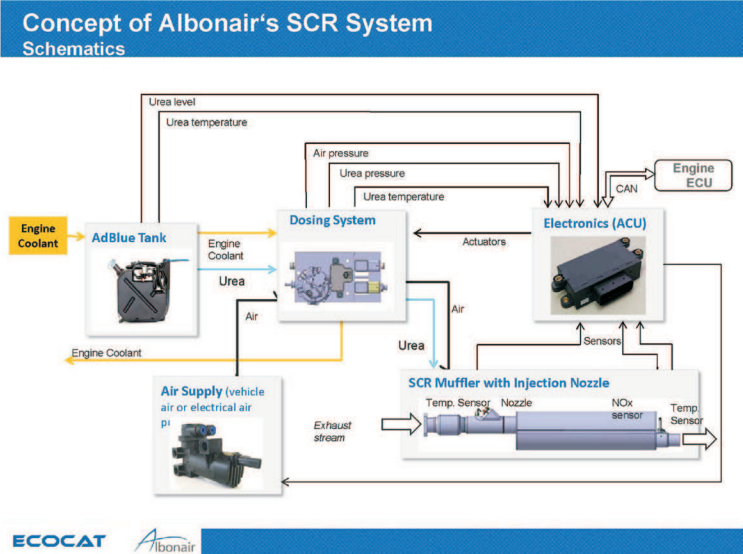 Concept of Albonair‘s SCR System
Schematics
Urea level
Urea temperature
Air pressure
Urea pressure
Urea temperature
CAN
Engine
ECU
Engine
Coolant
AdBlue Tank
Engine
Coolant
Urea
Dosing System
Actuators
Electronics (ACU)
Air
Air
Urea
Sensors
Engine Coolant
Air Supply (vehicle
air or electrical air
SCR Muffler with Injection Nozzle
Temp. Sensor
Nozzle
NOx
sensor
Temp.
Sensor
Exhaust
stream
ECOCAT
Albonair